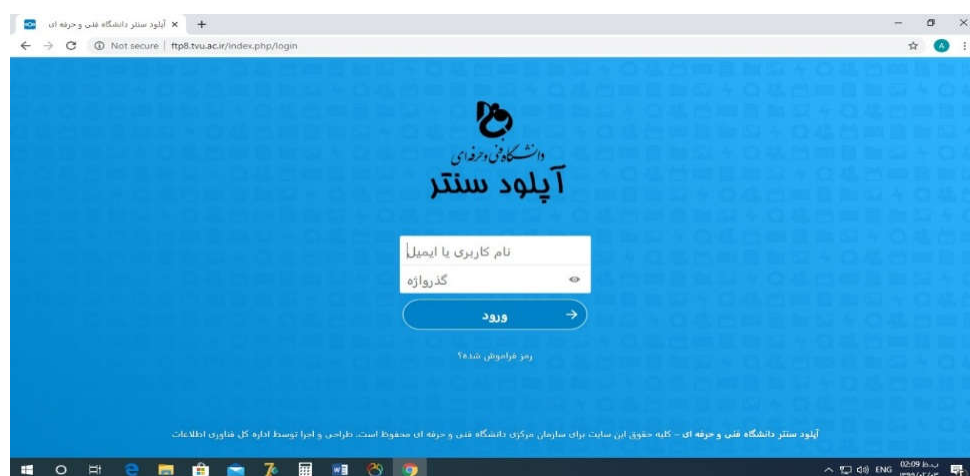 آپلود سنتر دانشگاه فنی و حرفه ای
Not secure | ftp8.tvu.ac.ir/index.php/login
A
دانشگاه فنی و حرفه‌ای
آپلود سنتر
نام کاربری یا ایمیل
گذرواژه
ورود
رمز فراموش شده؟
آپلود سنتر دانشگاه فنی و حرفه ای – کلیه حقوق این سایت برای سازمان مرکزی دانشگاه فنی و حرفه ای محفوظ است. طراحی و اجرا توسط اداره کل فناوری اطلاعات
ENG
02:09 ب.ظ